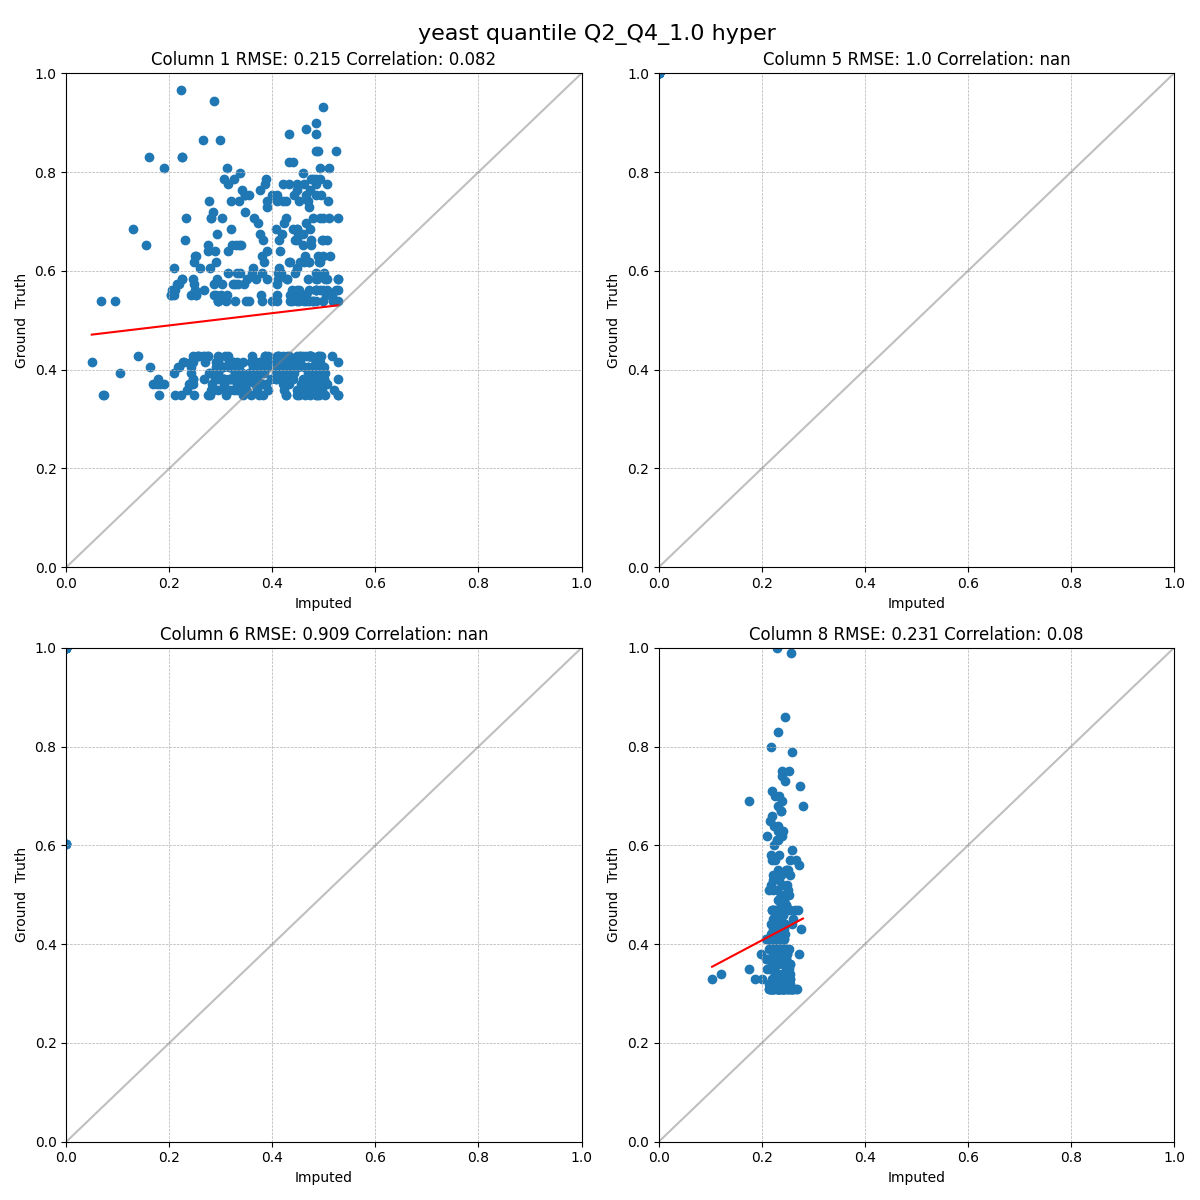 yeast quantile Q2_Q4_1.0 hyper
Column 1 RMSE: 0.215 Correlation: 0.082
1.0
0.8
0.6
0.4
0.2
0.0
Ground Truth
0.0 0.2 0.4 0.6 0.8 1.0
Imputed
Column 5 RMSE: 1.0 Correlation: nan
1.0
0.8
0.6
0.4
0.2
0.0
Ground Truth
0.0 0.2 0.4 0.6 0.8 1.0
Imputed
Column 6 RMSE: 0.909 Correlation: nan
1.0
0.8
0.6
0.4
0.2
0.0
Ground Truth
0.0 0.2 0.4 0.6 0.8 1.0
Imputed
Column 8 RMSE: 0.231 Correlation: 0.08
1.0
0.8
0.6
0.4
0.2
0.0
Ground Truth
0.0 0.2 0.4 0.6 0.8 1.0
Imputed